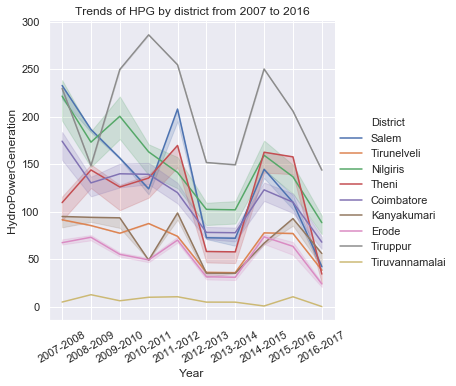 Trends of HPG by district from 2007 to 2016
HydroPowerGeneration
300
250
200
150
100
50
0
2007-2008
2008-2009
2009-2010
2010-2011
2011-2012
2012-2013
2013-2014
2014-2015
2015-2016
2016-2017
Year
District
Salem
Tirunelveli
Nilgiris
Theni
Coimbatore
Kanyakumari
Erode
Tiruppur
Tiruvannamalai